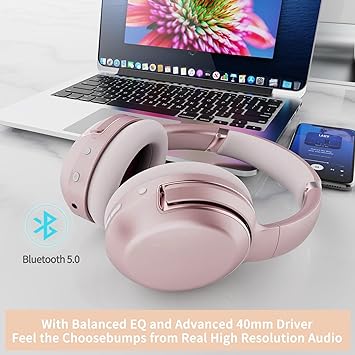 Bluetooth 5.0
With Balanced EQ and Advanced 40mm Driver
Feel the Choosebumps from Real High Resolution Audio